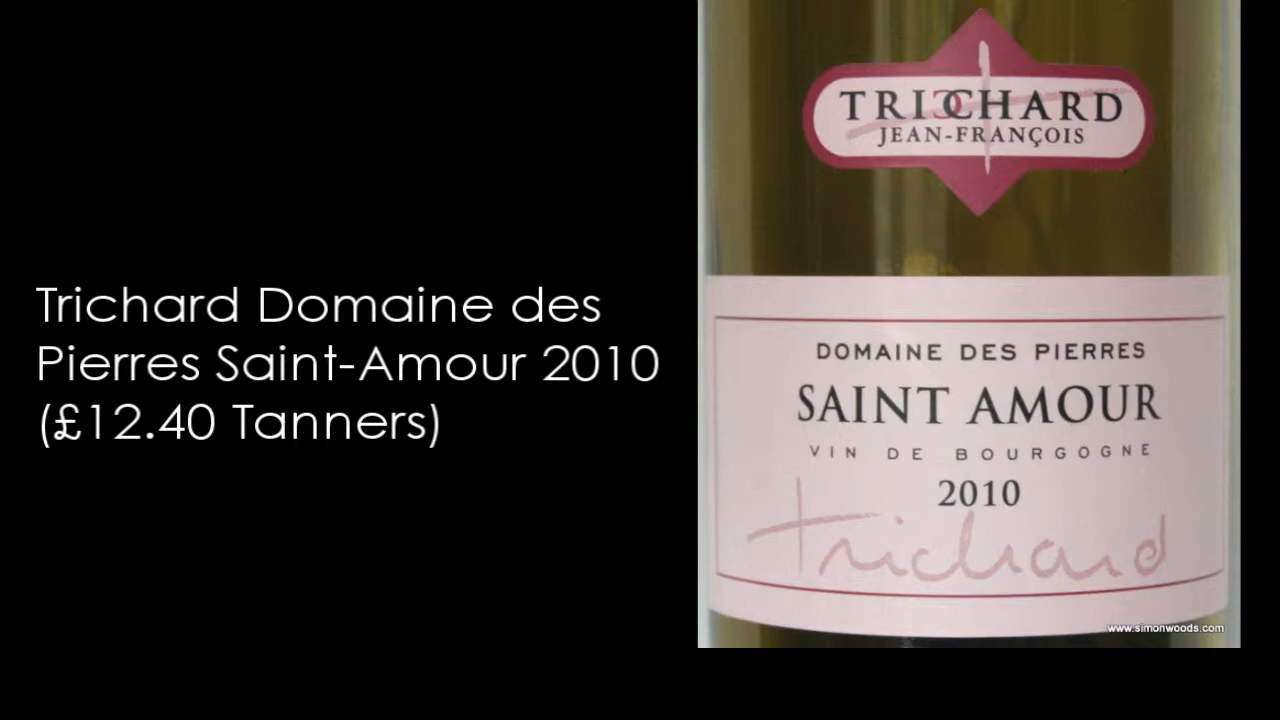 Trichard Domaine des
Pierres Saint-Amour 2010
(£12.40 Tanners)
TRICHARD
JEAN-FRANÇOIS
DOMAINE DES PIERRES
SAINT AMOUR
VIN DE BOURGOGNE
2010
Trichard
www.simonwoods.com